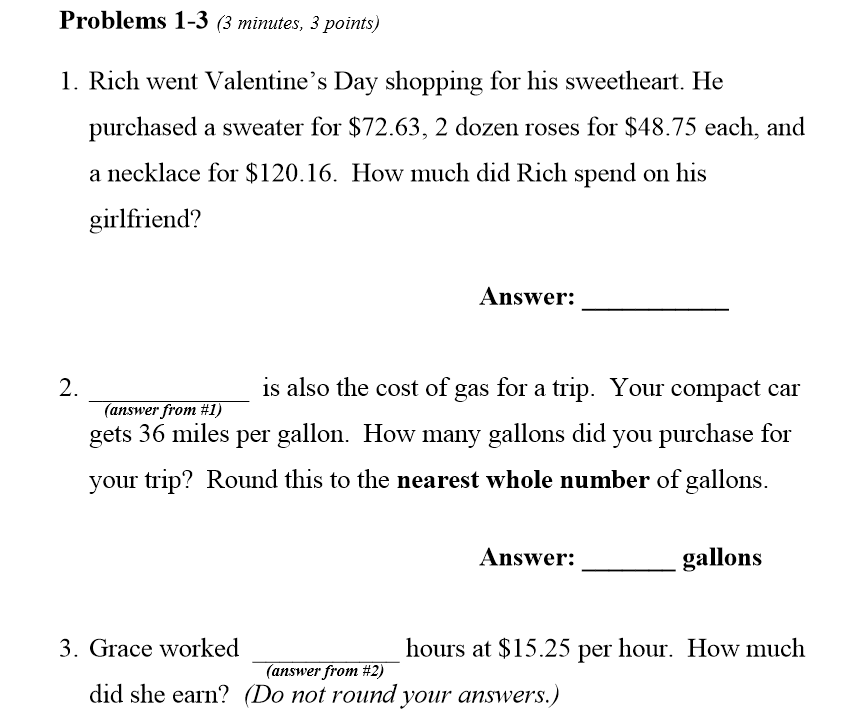 Problems 1-3 (3 minutes, 3 points)
1. Rich went Valentine’s Day shopping for his sweetheart. He
purchased a sweater for $72.63, 2 dozen roses for $48.75 each, and
a necklace for $120.16. How much did Rich spend on his
girlfriend?
Answer: ___________
2. ____________ is also the cost of gas for a trip. Your compact car
(answer from #1)
gets 36 miles per gallon. How many gallons did you purchase for
your trip? Round this to the nearest whole number of gallons.
Answer: _______ gallons
3. Grace worked ___________ hours at $15.25 per hour. How much
(answer from #2)
did she earn? (Do not round your answers.)